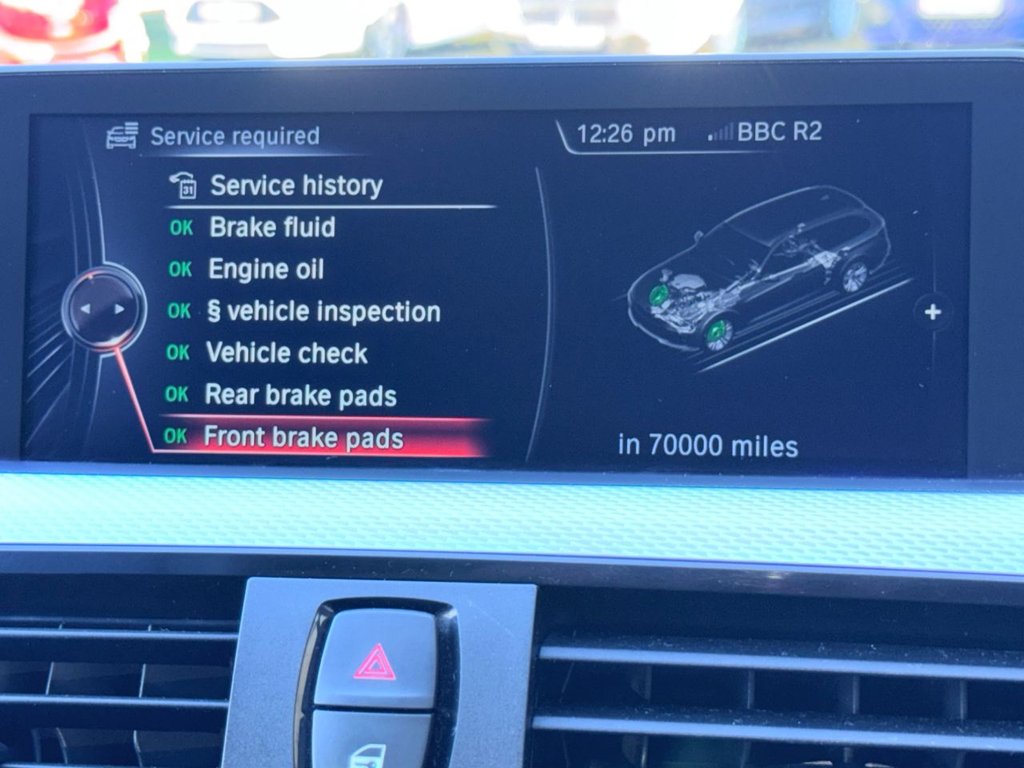 Service required
12:26 pm
BBC R2
31
Service history
OK Brake fluid
OK Engine oil
OK § vehicle inspection
OK Vehicle check
OK Rear brake pads
OK Front brake pads
in 70000 miles